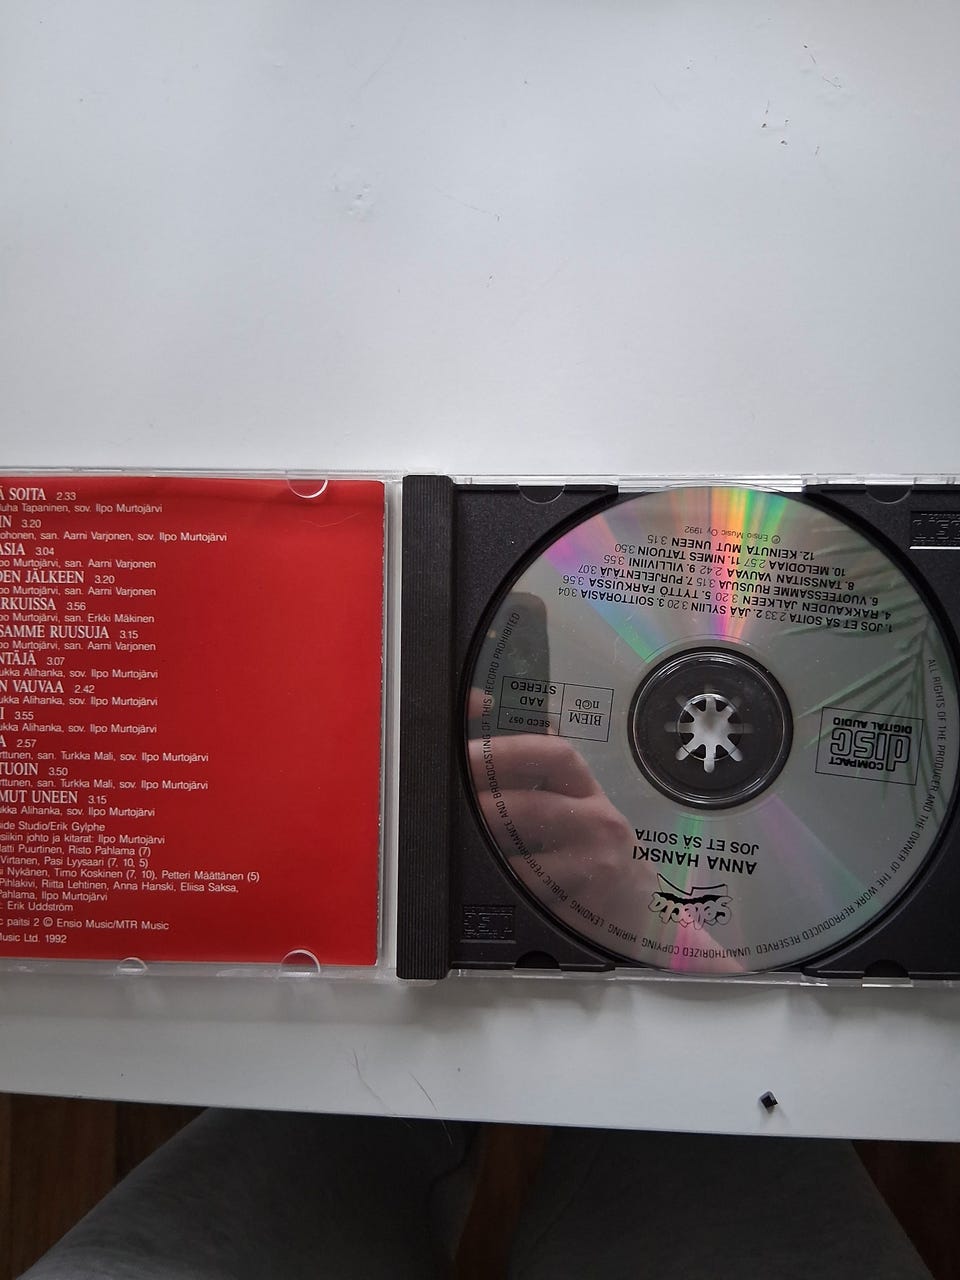 Ä SOITA 2.33
Juha Tapaninen, sov. Ilpo Murtojärvi
IN 3.20
ohonen, san. Aarni Varjonen, sov. Ilpo Murtojärvi
ASIA 3.04
po Murtojärvi, san. Aarni Varjonen
DEN JÄLKEEN 3.20
po Murtojärvi, san. Aarni Varjonen
ARKUISSA 3.56
po Murtojärvi, san. Erkki Mäkinen
SAMME RUUSUJA 3.15
po Murtojärvi, san. Aarni Varjonen
NTÄJÄ 3.07
ukka Alihanka, sov. Ilpo Murtojärvi
N VAUVAA 2.42
ukka Alihanka, sov. Ilpo Murtojärvi
I 3.55
ukka Alihanka, sov. Ilpo Murtojärvi
A 2.57
rttunen, san. Turkka Mali, sov. Ilpo Murtojärvi
TUOIN 3.50
rttunen, san. Turkka Mali, sov. Ilpo Murtojärvi
MUT UNEEN 3.15
ukka Alihanka, sov. Ilpo Murtojärvi
side Studio/Erik Gylphe
siikin johto ja kitarat: Ilpo Murtojärvi
Matti Puurtinen, Risto Pahlama (7)
Virtanen, Pasi Lyysaari (7, 10, 5)
i Nykänen, Timo Koskinen (7, 10), Petteri Määttänen (5)
Pihlakivi, Riitta Lehtinen, Anna Hanski, Eliisa Saksa,
Pahlama, Ilpo Murtojärvi
: Erik Uddström
c paitsi 2 © Ensio Music/MTR Music
Music Ltd. 1992
Selecta
ANNA HANSKI
JOS ET SÄ SOITA
COMPACT
disc
DIGITAL AUDIO
BIEM
n©b
SECD 057
AAD
STEREO
1. JOS ET SÄ SOITA 2.33 2. JÄÄ SYLIIN 3.20 3. SOITTORASIA 3.04
4. RAKKAUDEN JÄLKEEN 3.20 5. TYTTÖ FARKUISSA 3.56
6. VUOTEESSAMME RUUSUJA 3.15 7. PURJELENTÄJÄ 3.07
8. TANSSITAN VAUVAA 2.42 9. VILLIVIINI 3.55
10. MELODIAA 2.57 11. NIMES TATUOIN 3.50
12. KEINUTA MUT UNEEN 3.15
℗ Ensio Music Oy 1992
ALL RIGHTS OF THE PRODUCER AND THE OWNER OF THE WORK REPRODUCED RESERVED UNAUTHORIZED COPYING HIRING LENDING PUBLIC PERFORMANCE AND BROADCASTING OF THIS RECORD PROHIBITED